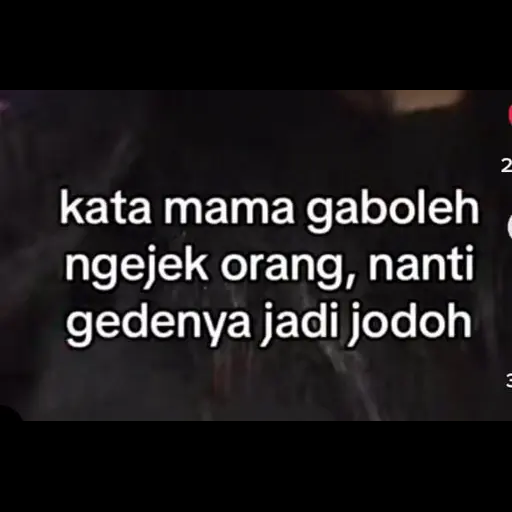 kata mama gaboleh
ngejek orang, nanti
gedenya jadi jodoh